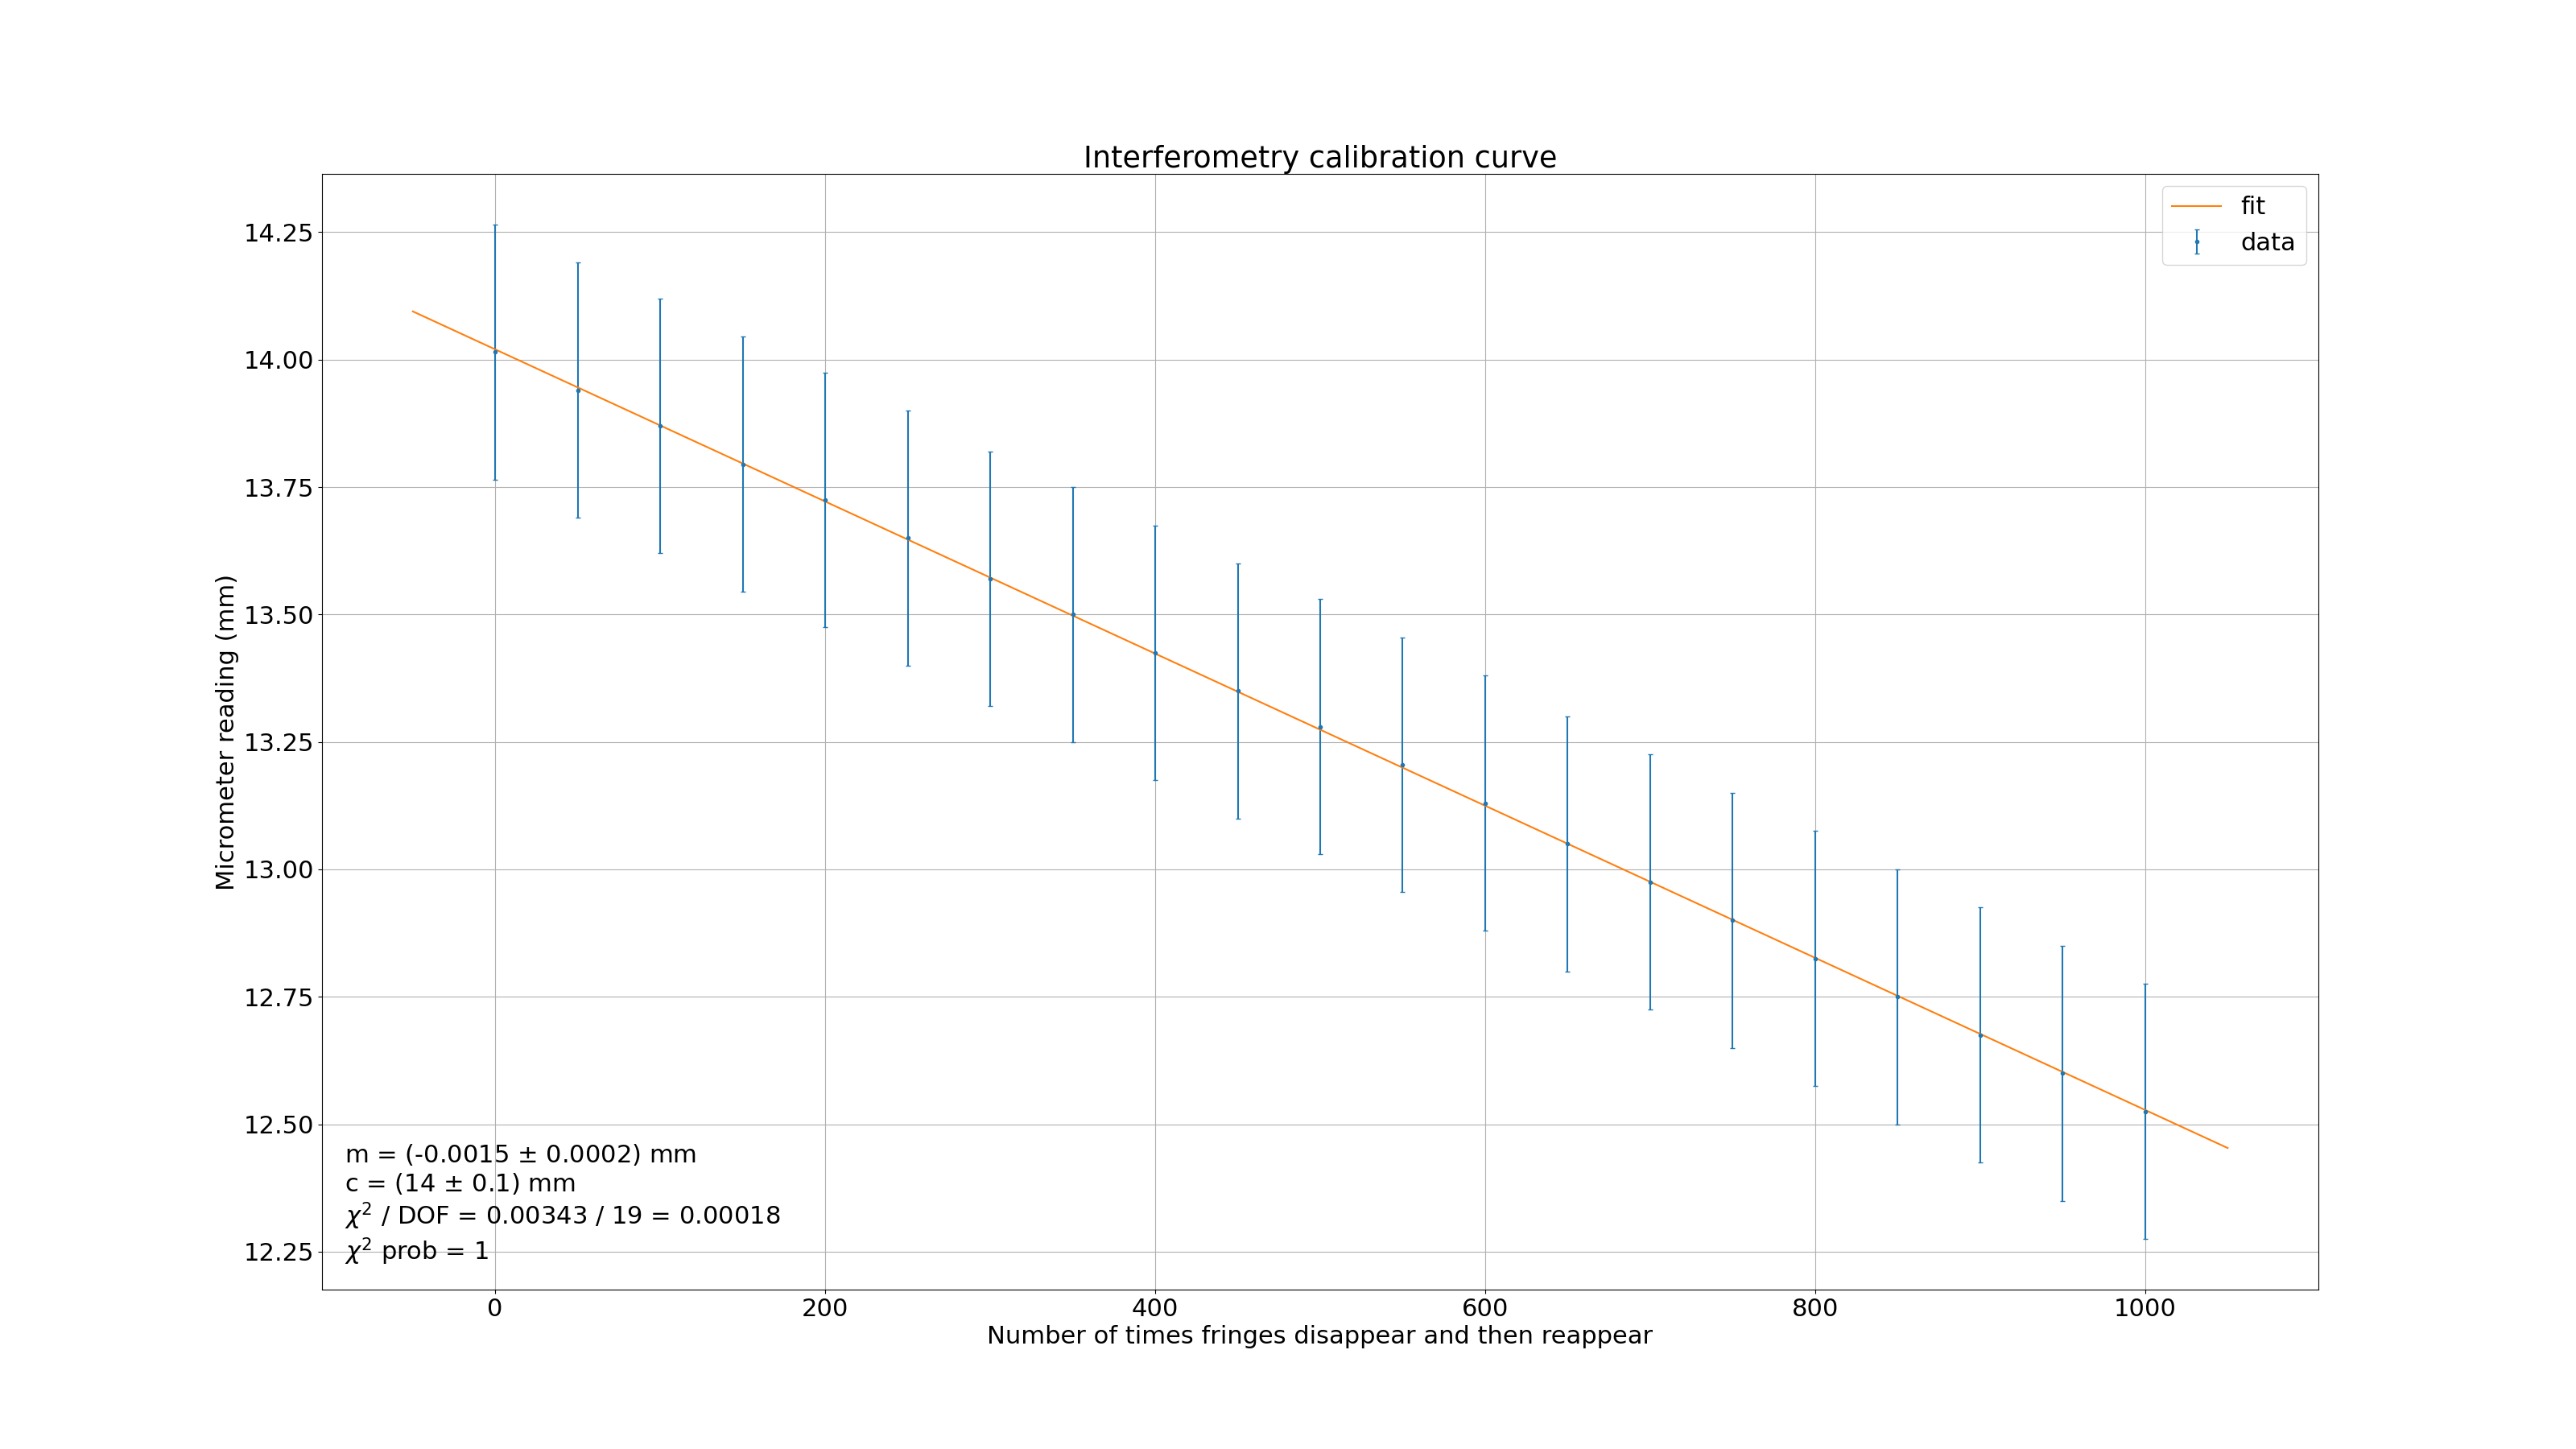 Interferometry calibration curve
fit
data
14.25
14.00
13.75
13.50
13.25
13.00
12.75
12.50
12.25
Micrometer reading (mm)
m = (-0.0015 ± 0.0002) mm
c = (14 ± 0.1) mm
χ² / DOF = 0.00343 / 19 = 0.00018
χ² prob = 1
0 200 400 600 800 1000
Number of times fringes disappear and then reappear